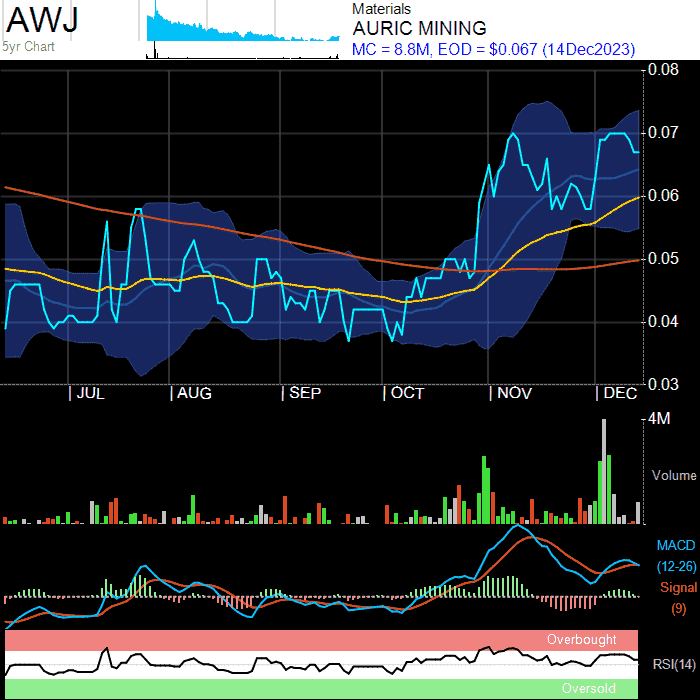 AWJ
5yr Chart
Materials
AURIC MINING
MC = 8.8M, EOD = $0.067 (14Dec2023)
0.08
0.07
0.06
0.05
0.04
0.03
JUL AUG SEP OCT NOV DEC
4M
Volume
MACD
(12-26)
Signal
(9)
Overbought
RSI(14)
Oversold